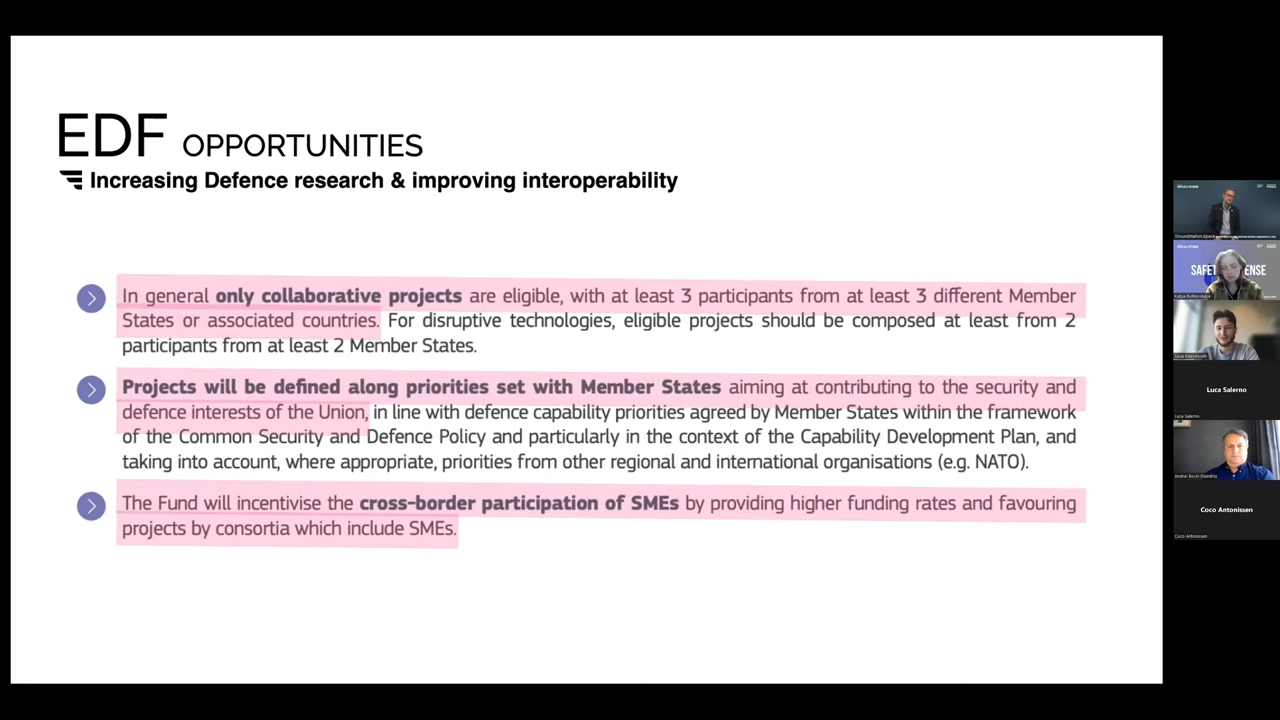 EDF OPPORTUNITIES
Increasing Defence research & improving interoperability
In general only collaborative projects are eligible, with at least 3 participants from at least 3 different Member
States or associated countries. For disruptive technologies, eligible projects should be composed at least from 2
participants from at least 2 Member States.
Projects will be defined along priorities set with Member States aiming at contributing to the security and
defence interests of the Union, in line with defence capability priorities agreed by Member States within the framework
of the Common Security and Defence Policy and particularly in the context of the Capability Development Plan, and
taking into account, where appropriate, priorities from other regional and international organisations (e.g. NATO).
The Fund will incentivise the cross-border participation of SMEs by providing higher funding rates and favouring
projects by consortia which include SMEs.
Luca Salerno
Luca Salerno
Coco Antonissen
Coco Antonissen